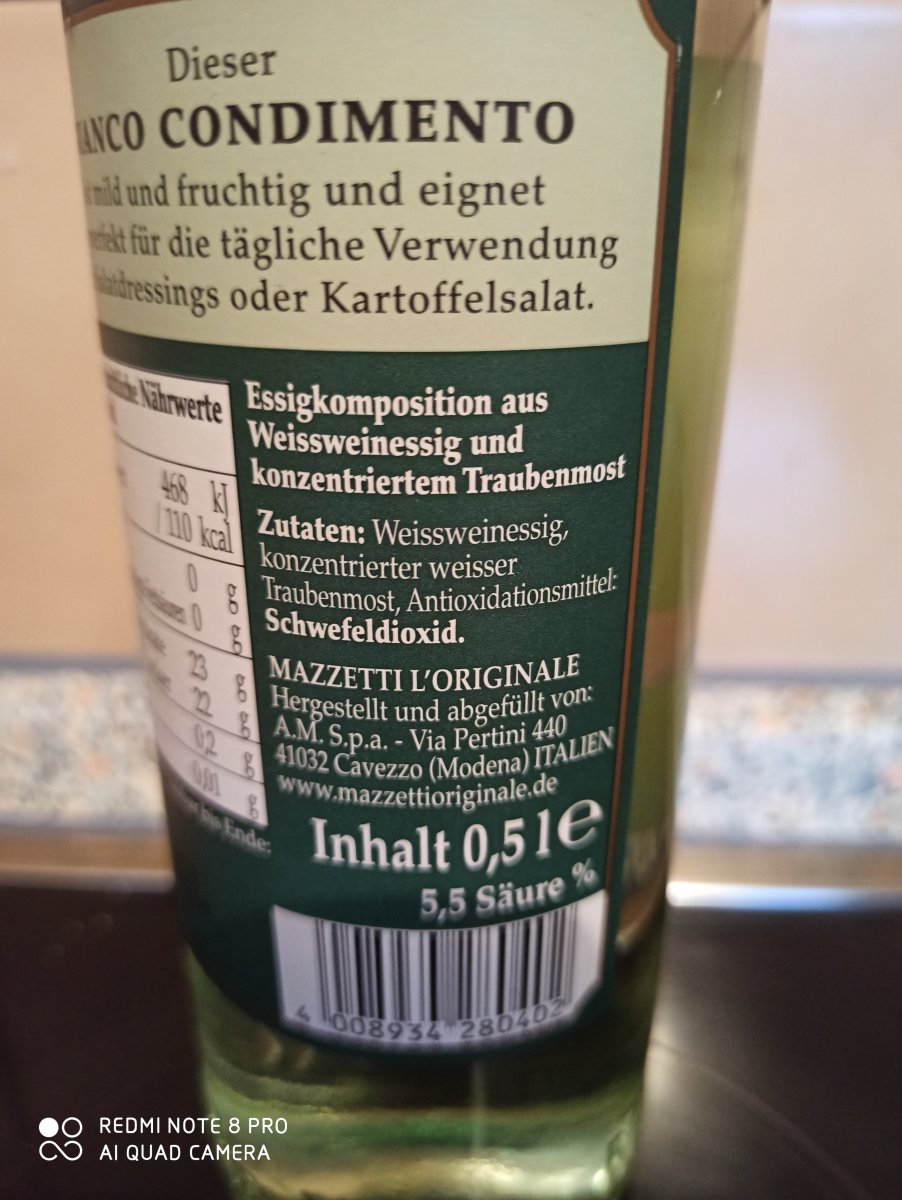 Dieser
CONDIMENTO
mild und fruchtig und eignet
für die tägliche Verwendung
oder Kartoffelsalat.
Nährwerte
468 kJ
/ 110 kcal
0 g
0 g
23 g
22 g
0,2 g
0,01 g
bis Ende:
Essigkomposition aus
Weissweinessig und
konzentriertem Traubenmost
Zutaten: Weissweinessig,
konzentrierter weisser
Traubenmost, Antioxidationsmittel:
Schwefeldioxid.
MAZZETTI L'ORIGINALE
Hergestellt und abgefüllt von:
A.M. S.p.a. - Via Pertini 440
41032 Cavezzo (Modena) ITALIEN
www.mazzettioriginale.de
Inhalt 0,5 l e
5,5 Säure %
4 008934 280402
REDMI NOTE 8 PRO
AI QUAD CAMERA